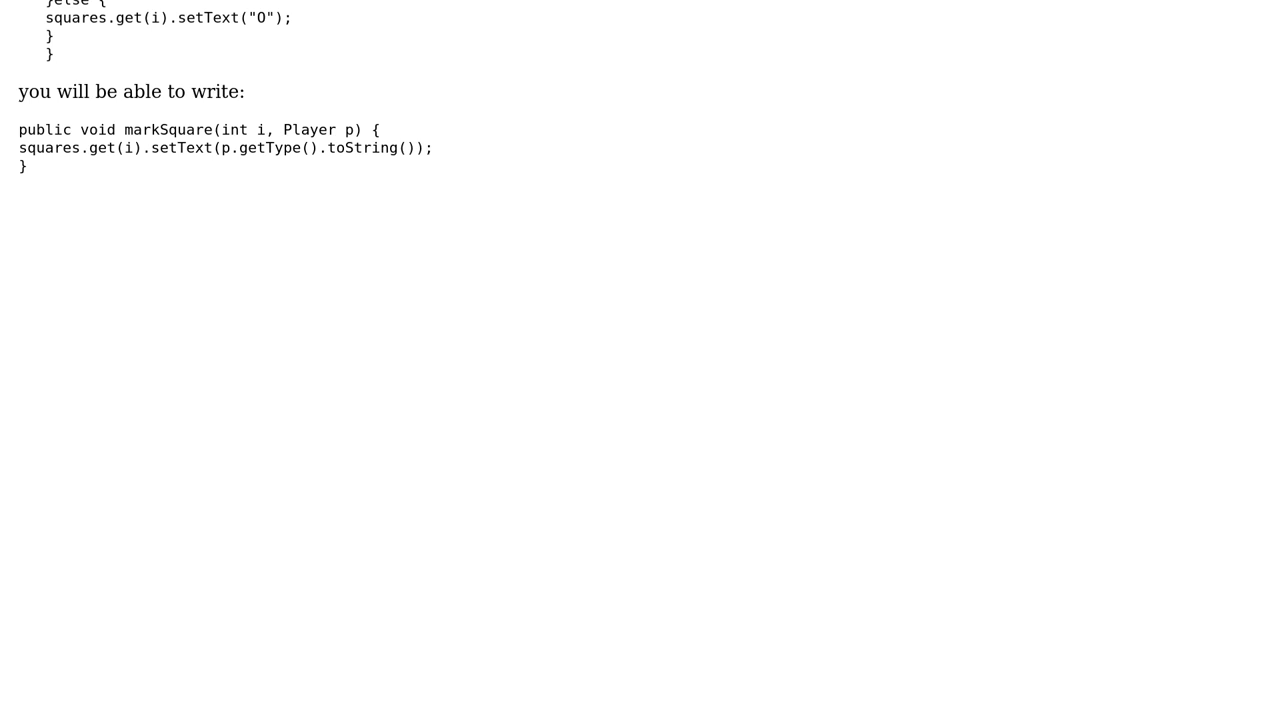 }else {
squares.get(i).setText("O");
}
}
you will be able to write:
public void markSquare(int i, Player p) {
squares.get(i).setText(p.getType().toString());
}